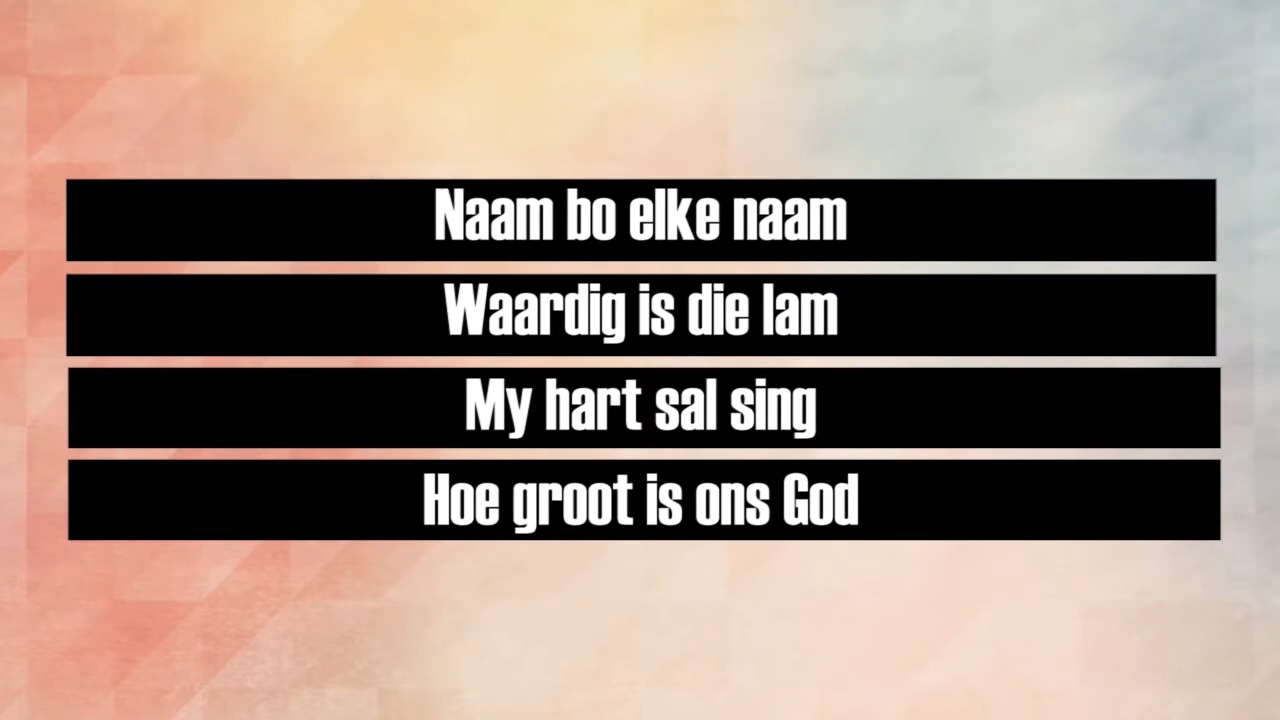 Naam bo elke naam
Waardig is die lam
My hart sal sing
Hoe groot is ons God